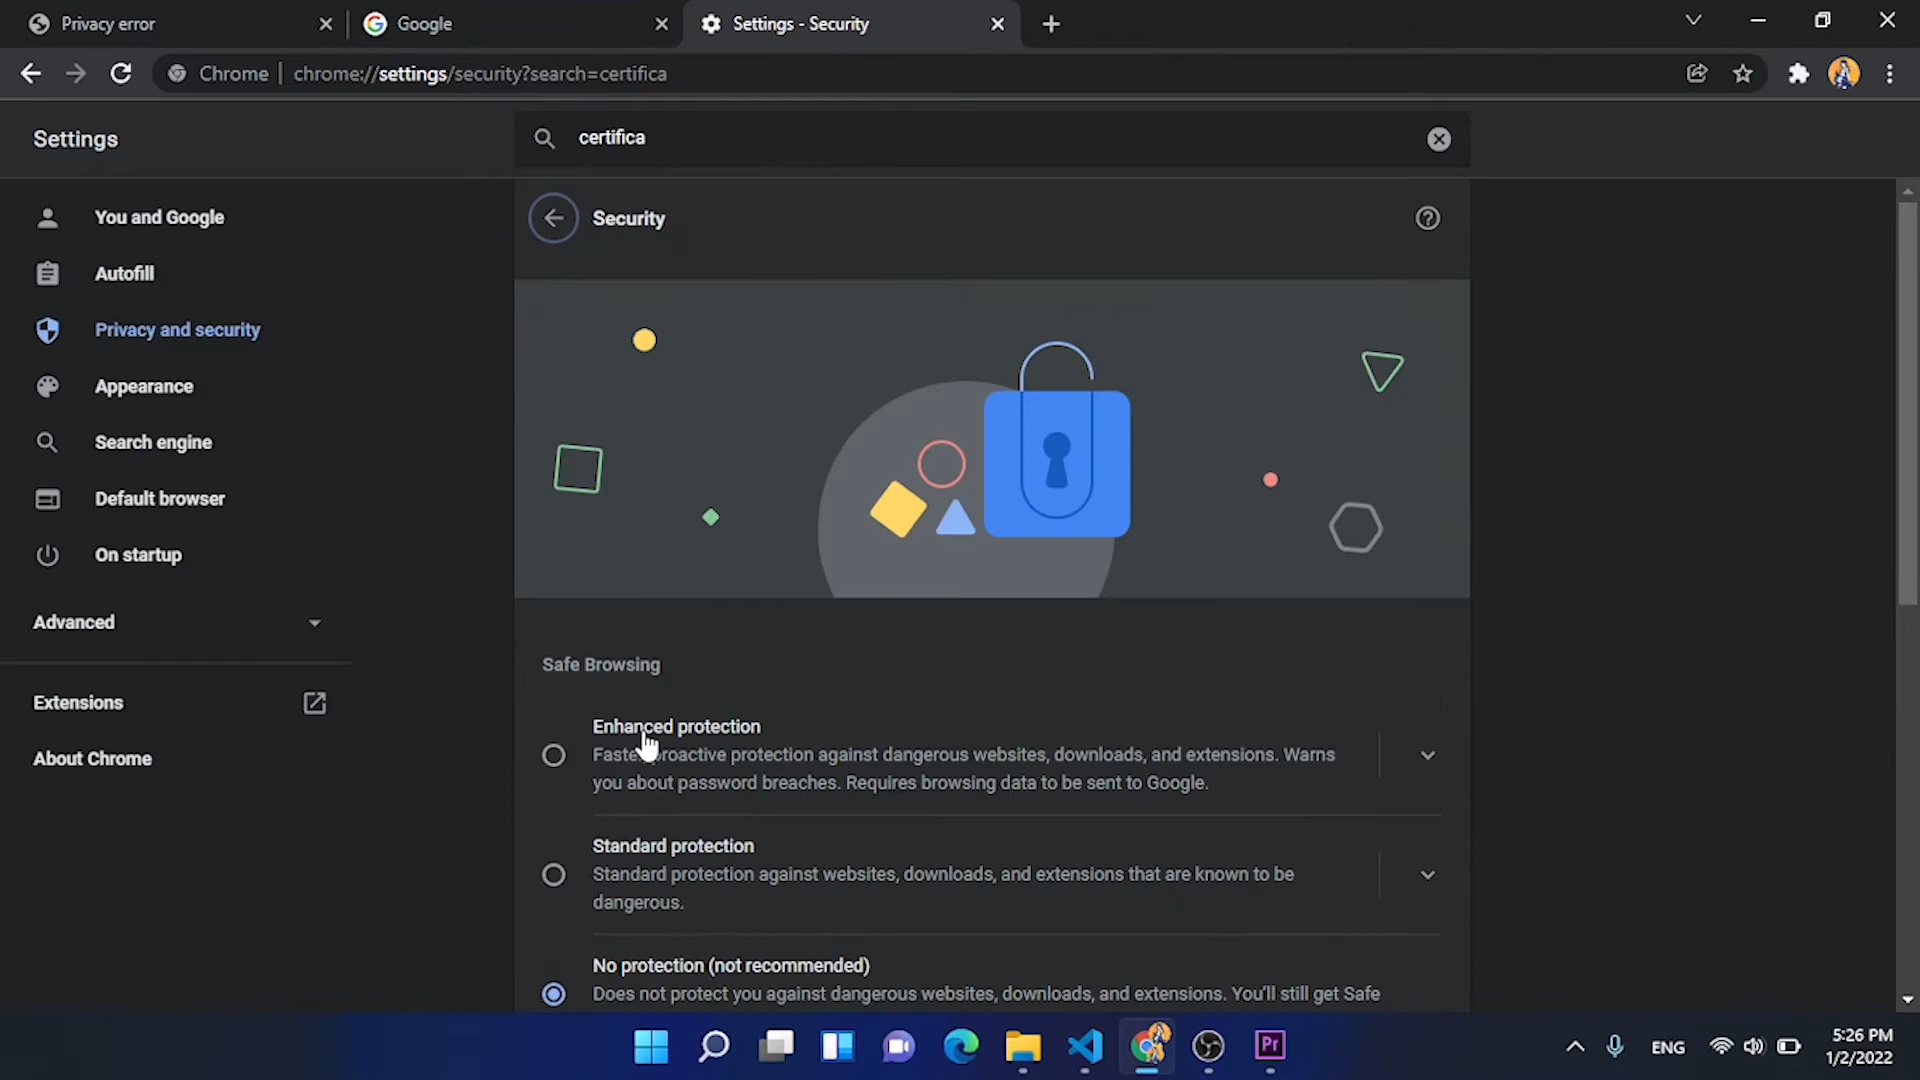 Privacy error
Google
Settings - Security
Chrome
chrome://settings/security?search=certifica
Settings
certifica
You and Google
Autofill
Privacy and security
Appearance
Search engine
Default browser
On startup
Advanced
Extensions
About Chrome
Security
Safe Browsing
Enhanced protection
Faster, proactive protection against dangerous websites, downloads, and extensions. Warns
you about password breaches. Requires browsing data to be sent to Google.
Standard protection
Standard protection against websites, downloads, and extensions that are known to be
dangerous.
No protection (not recommended)
Does not protect you against dangerous websites, downloads, and extensions. You'll still get Safe
Pr
ENG
5:26 PM
1/2/2022